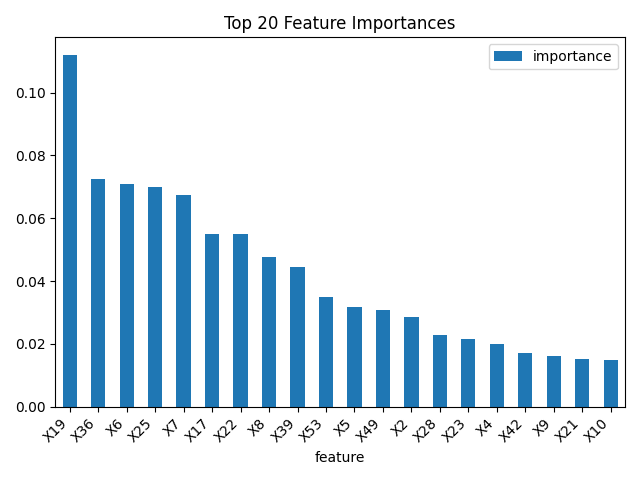 Top 20 Feature Importances
importance
0.10
0.08
0.06
0.04
0.02
0.00
X19 X36 X6 X25 X7 X17 X22 X8 X39 X53 X5 X49 X2 X28 X23 X4 X42 X9 X21 X10
feature